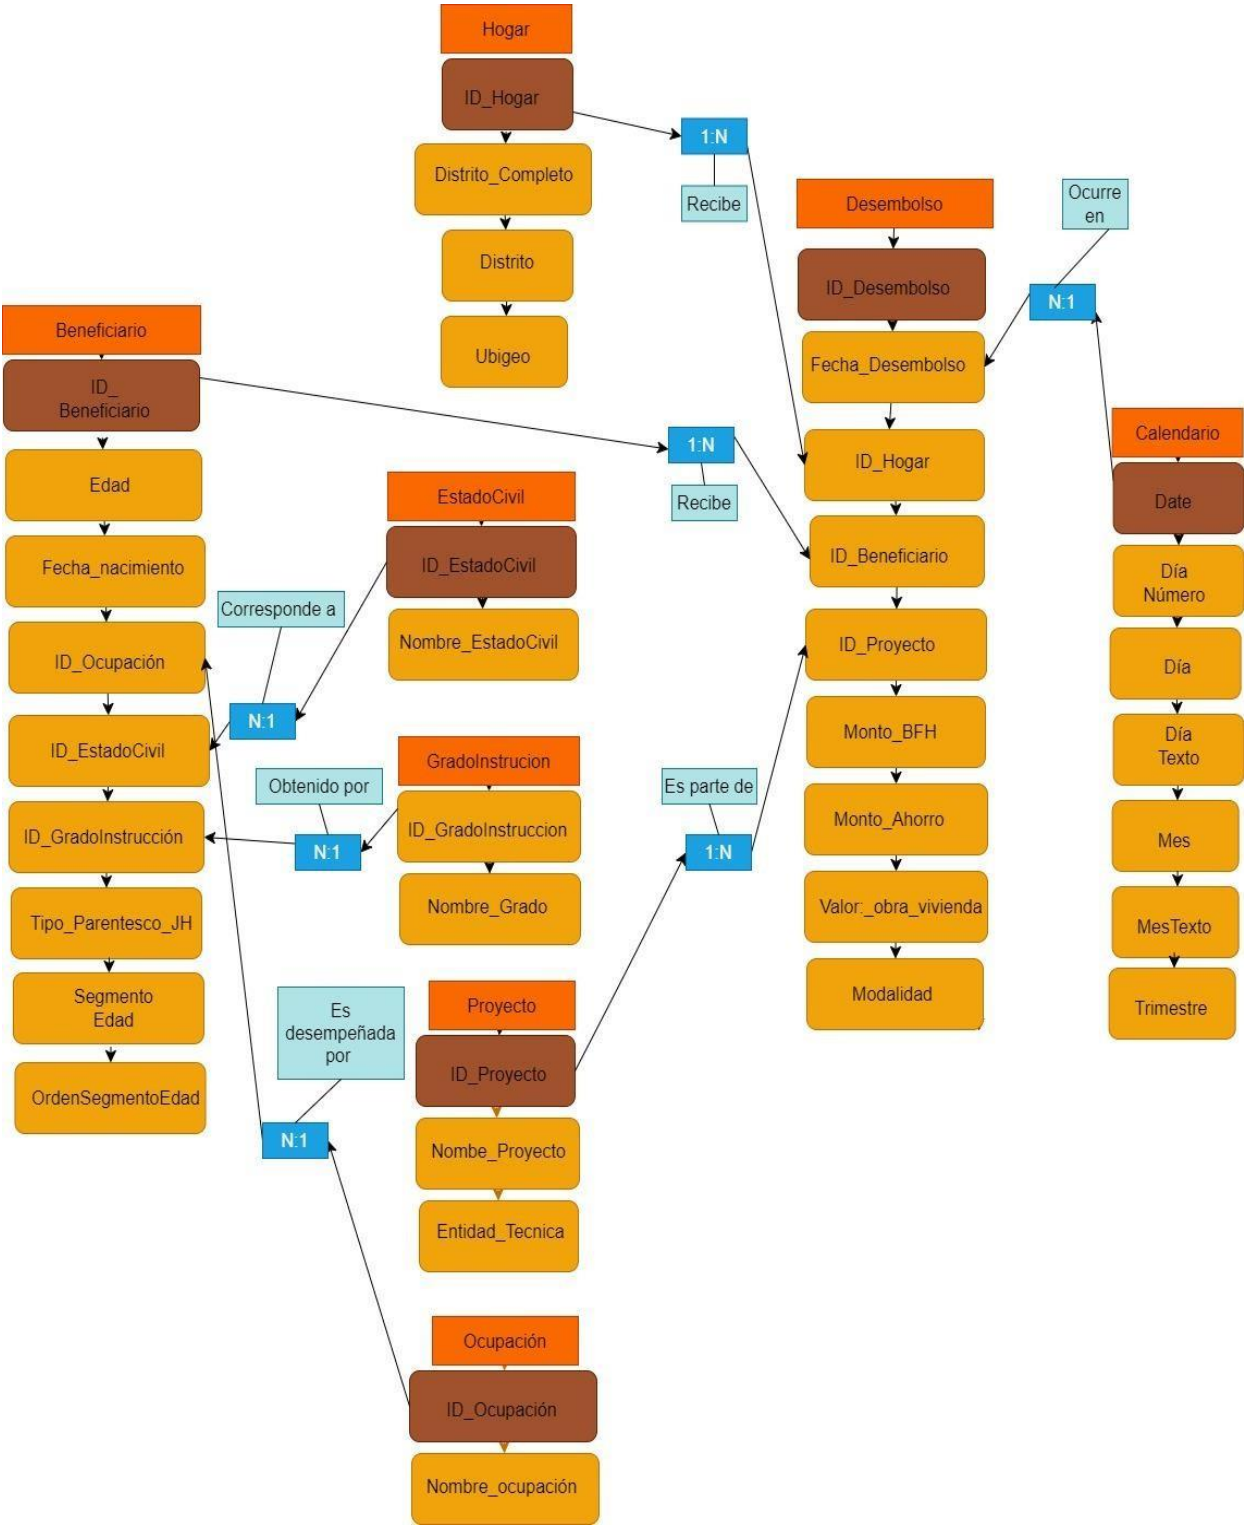 Hogar
ID_Hogar
Distrito_Completo
Distrito
Ubigeo
1:N
Recibe
Desembolso
ID_Desembolso
Fecha_Desembolso
ID_Hogar
ID_Beneficiario
ID_Proyecto
Monto_BFH
Monto_Ahorro
Valor:_obra_vivienda
Modalidad
Ocurre
en
N:1
Calendario
Date
Día
Número
Día
Día
Texto
Mes
MesTexto
Trimestre
Beneficiario
ID_
Beneficiario
Edad
Fecha_nacimiento
ID_Ocupación
ID_EstadoCivil
ID_GradoInstrucción
Tipo_Parentesco_JH
Segmento
Edad
OrdenSegmentoEdad
1:N
Recibe
EstadoCivil
ID_EstadoCivil
Nombre_EstadoCivil
Corresponde a
N:1
GradoInstrucion
ID_GradoInstruccion
Nombre_Grado
Obtenido por
N:1
Es parte de
1:N
Proyecto
ID_Proyecto
Nombe_Proyecto
Entidad_Tecnica
Es
desempeñada
por
N:1
Ocupación
ID_Ocupación
Nombre_ocupación